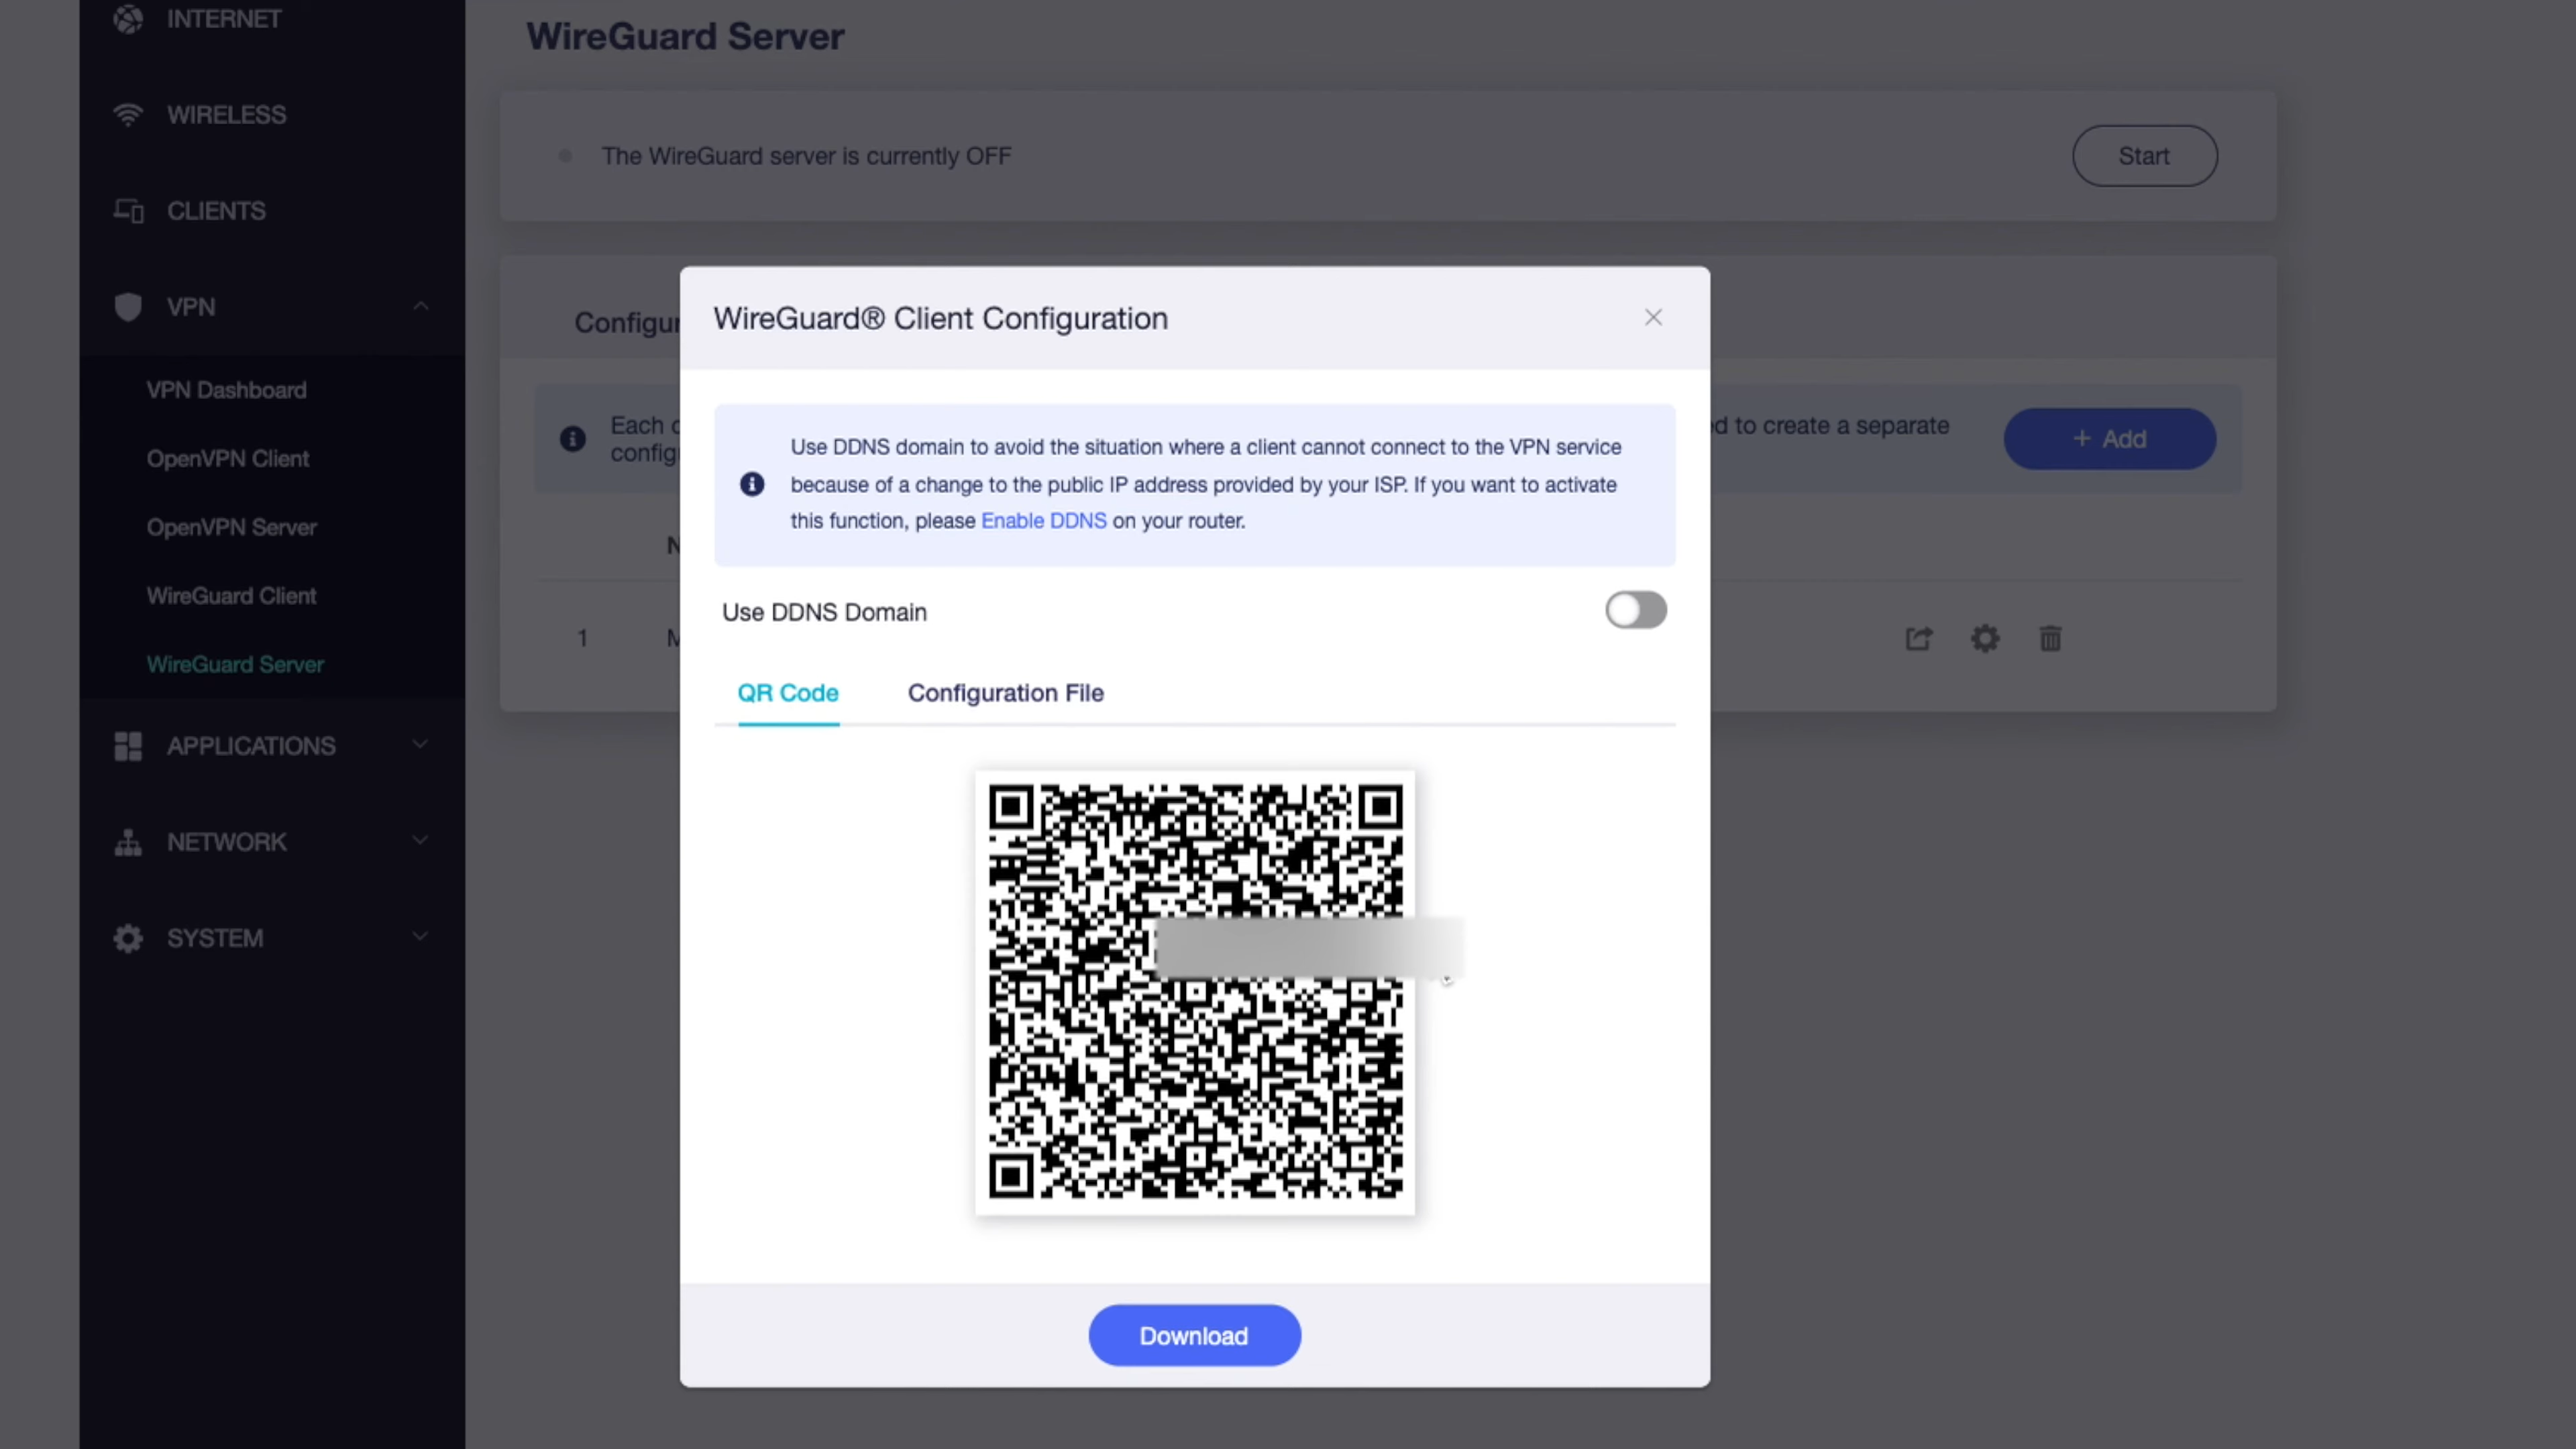 INTERNET
WIRELESS
CLIENTS
VPN
VPN Dashboard
OpenVPN Client
OpenVPN Server
WireGuard Client
WireGuard Server
APPLICATIONS
NETWORK
SYSTEM
WireGuard Server
The WireGuard server is currently OFF
Start
Configur
Each
config
d to create a separate
+ Add
N
1
M
WireGuard® Client Configuration
Use DDNS domain to avoid the situation where a client cannot connect to the VPN service
because of a change to the public IP address provided by your ISP. If you want to activate
this function, please Enable DDNS on your router.
Use DDNS Domain
QR Code
Configuration File
Download